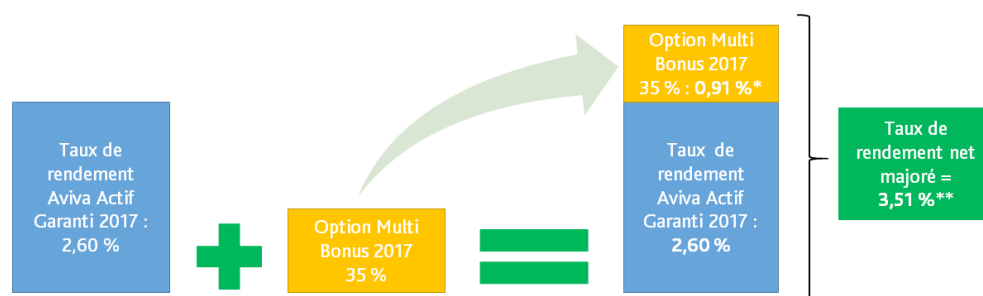 Taux de
rendement
Aviva Actif
Garanti 2017 :
2,60 %
Option Multi
Bonus 2017
35 %
Option Multi
Bonus 2017
35 % : 0,91 %*
Taux de
rendement
Aviva Actif
Garanti 2017 :
2,60 %
Taux de
rendement net
majoré =
3,51 %**